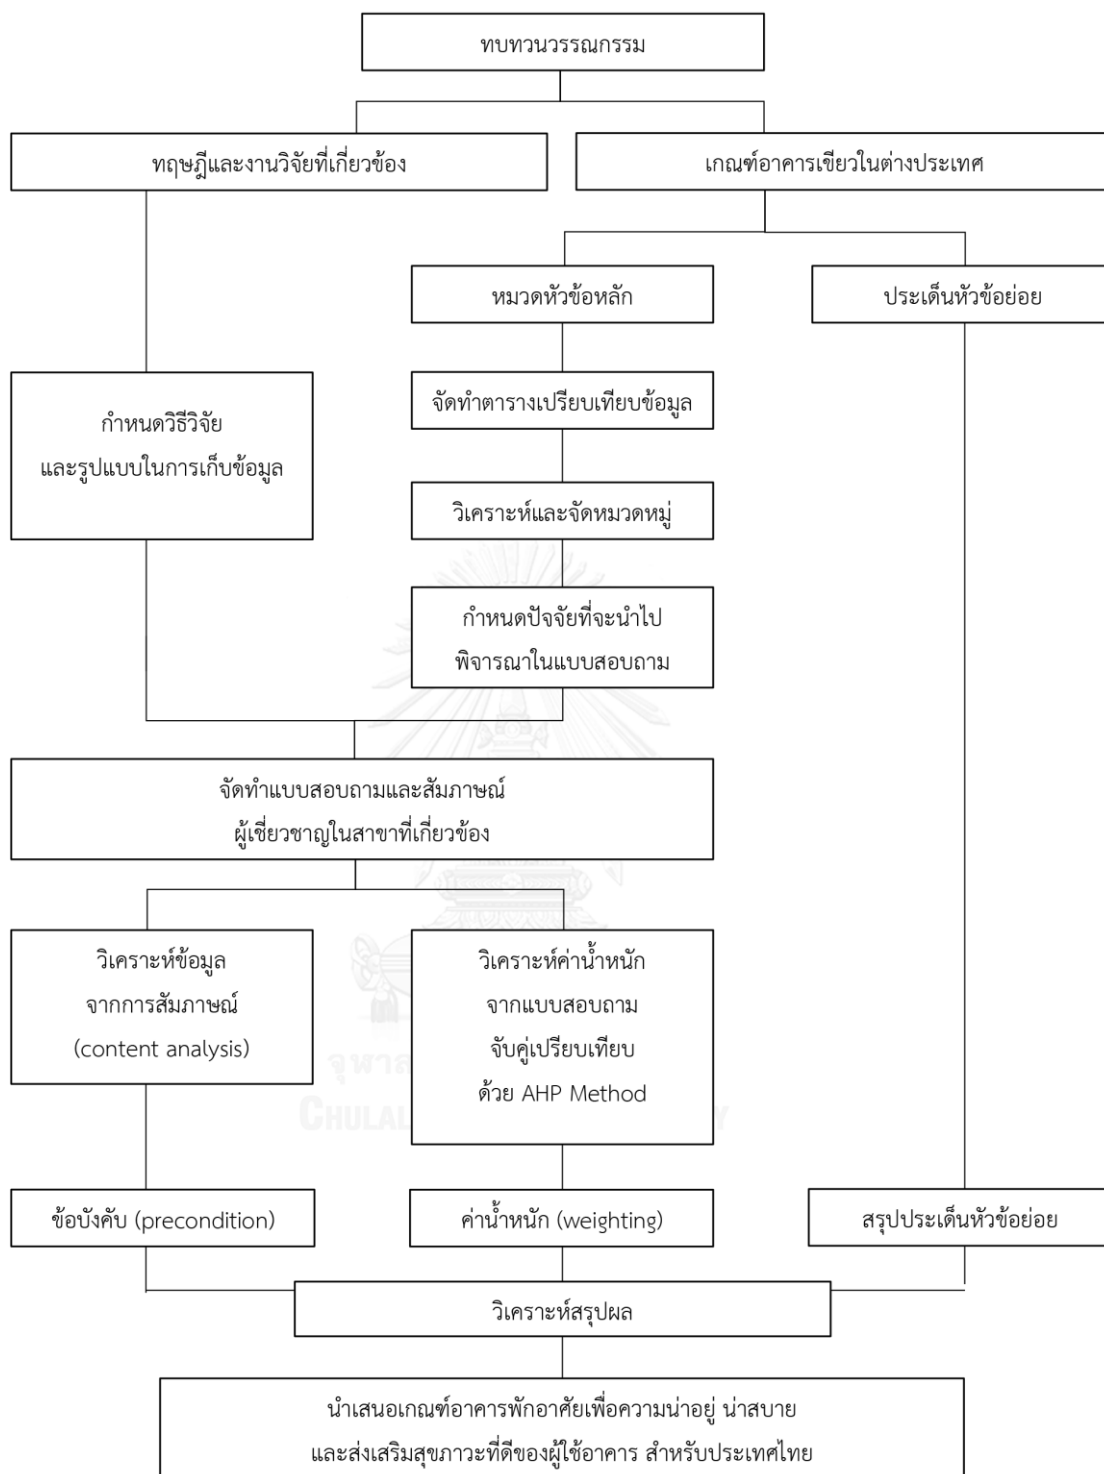 ทบทวนวรรณกรรม
ทฤษฎีและงานวิจัยที่เกี่ยวข้อง
เกณฑ์อาคารเขียวในต่างประเทศ
หมวดหัวข้อหลัก
ประเด็นหัวข้อย่อย
กำหนดวิธีวิจัย
และรูปแบบในการเก็บข้อมูล
จัดทำตารางเปรียบเทียบข้อมูล
วิเคราะห์และจัดหมวดหมู่
กำหนดปัจจัยที่จะนำไป
พิจารณาในแบบสอบถาม
จัดทำแบบสอบถามและสัมภาษณ์
ผู้เชี่ยวชาญในสาขาที่เกี่ยวข้อง
วิเคราะห์ข้อมูล
จากการสัมภาษณ์
(content analysis)
วิเคราะห์ค่าน้ำหนัก
จากแบบสอบถาม
จับคู่เปรียบเทียบ
ด้วย AHP Method
จุฬาล
CHULAL
Y
ข้อบังคับ (precondition)
ค่าน้ำหนัก (weighting)
สรุปประเด็นหัวข้อย่อย
วิเคราะห์สรุปผล
นำเสนอเกณฑ์อาคารพักอาศัยเพื่อความน่าอยู่ น่าสบาย
และส่งเสริมสุขภาวะที่ดีของผู้ใช้อาคาร สำหรับประเทศไทย